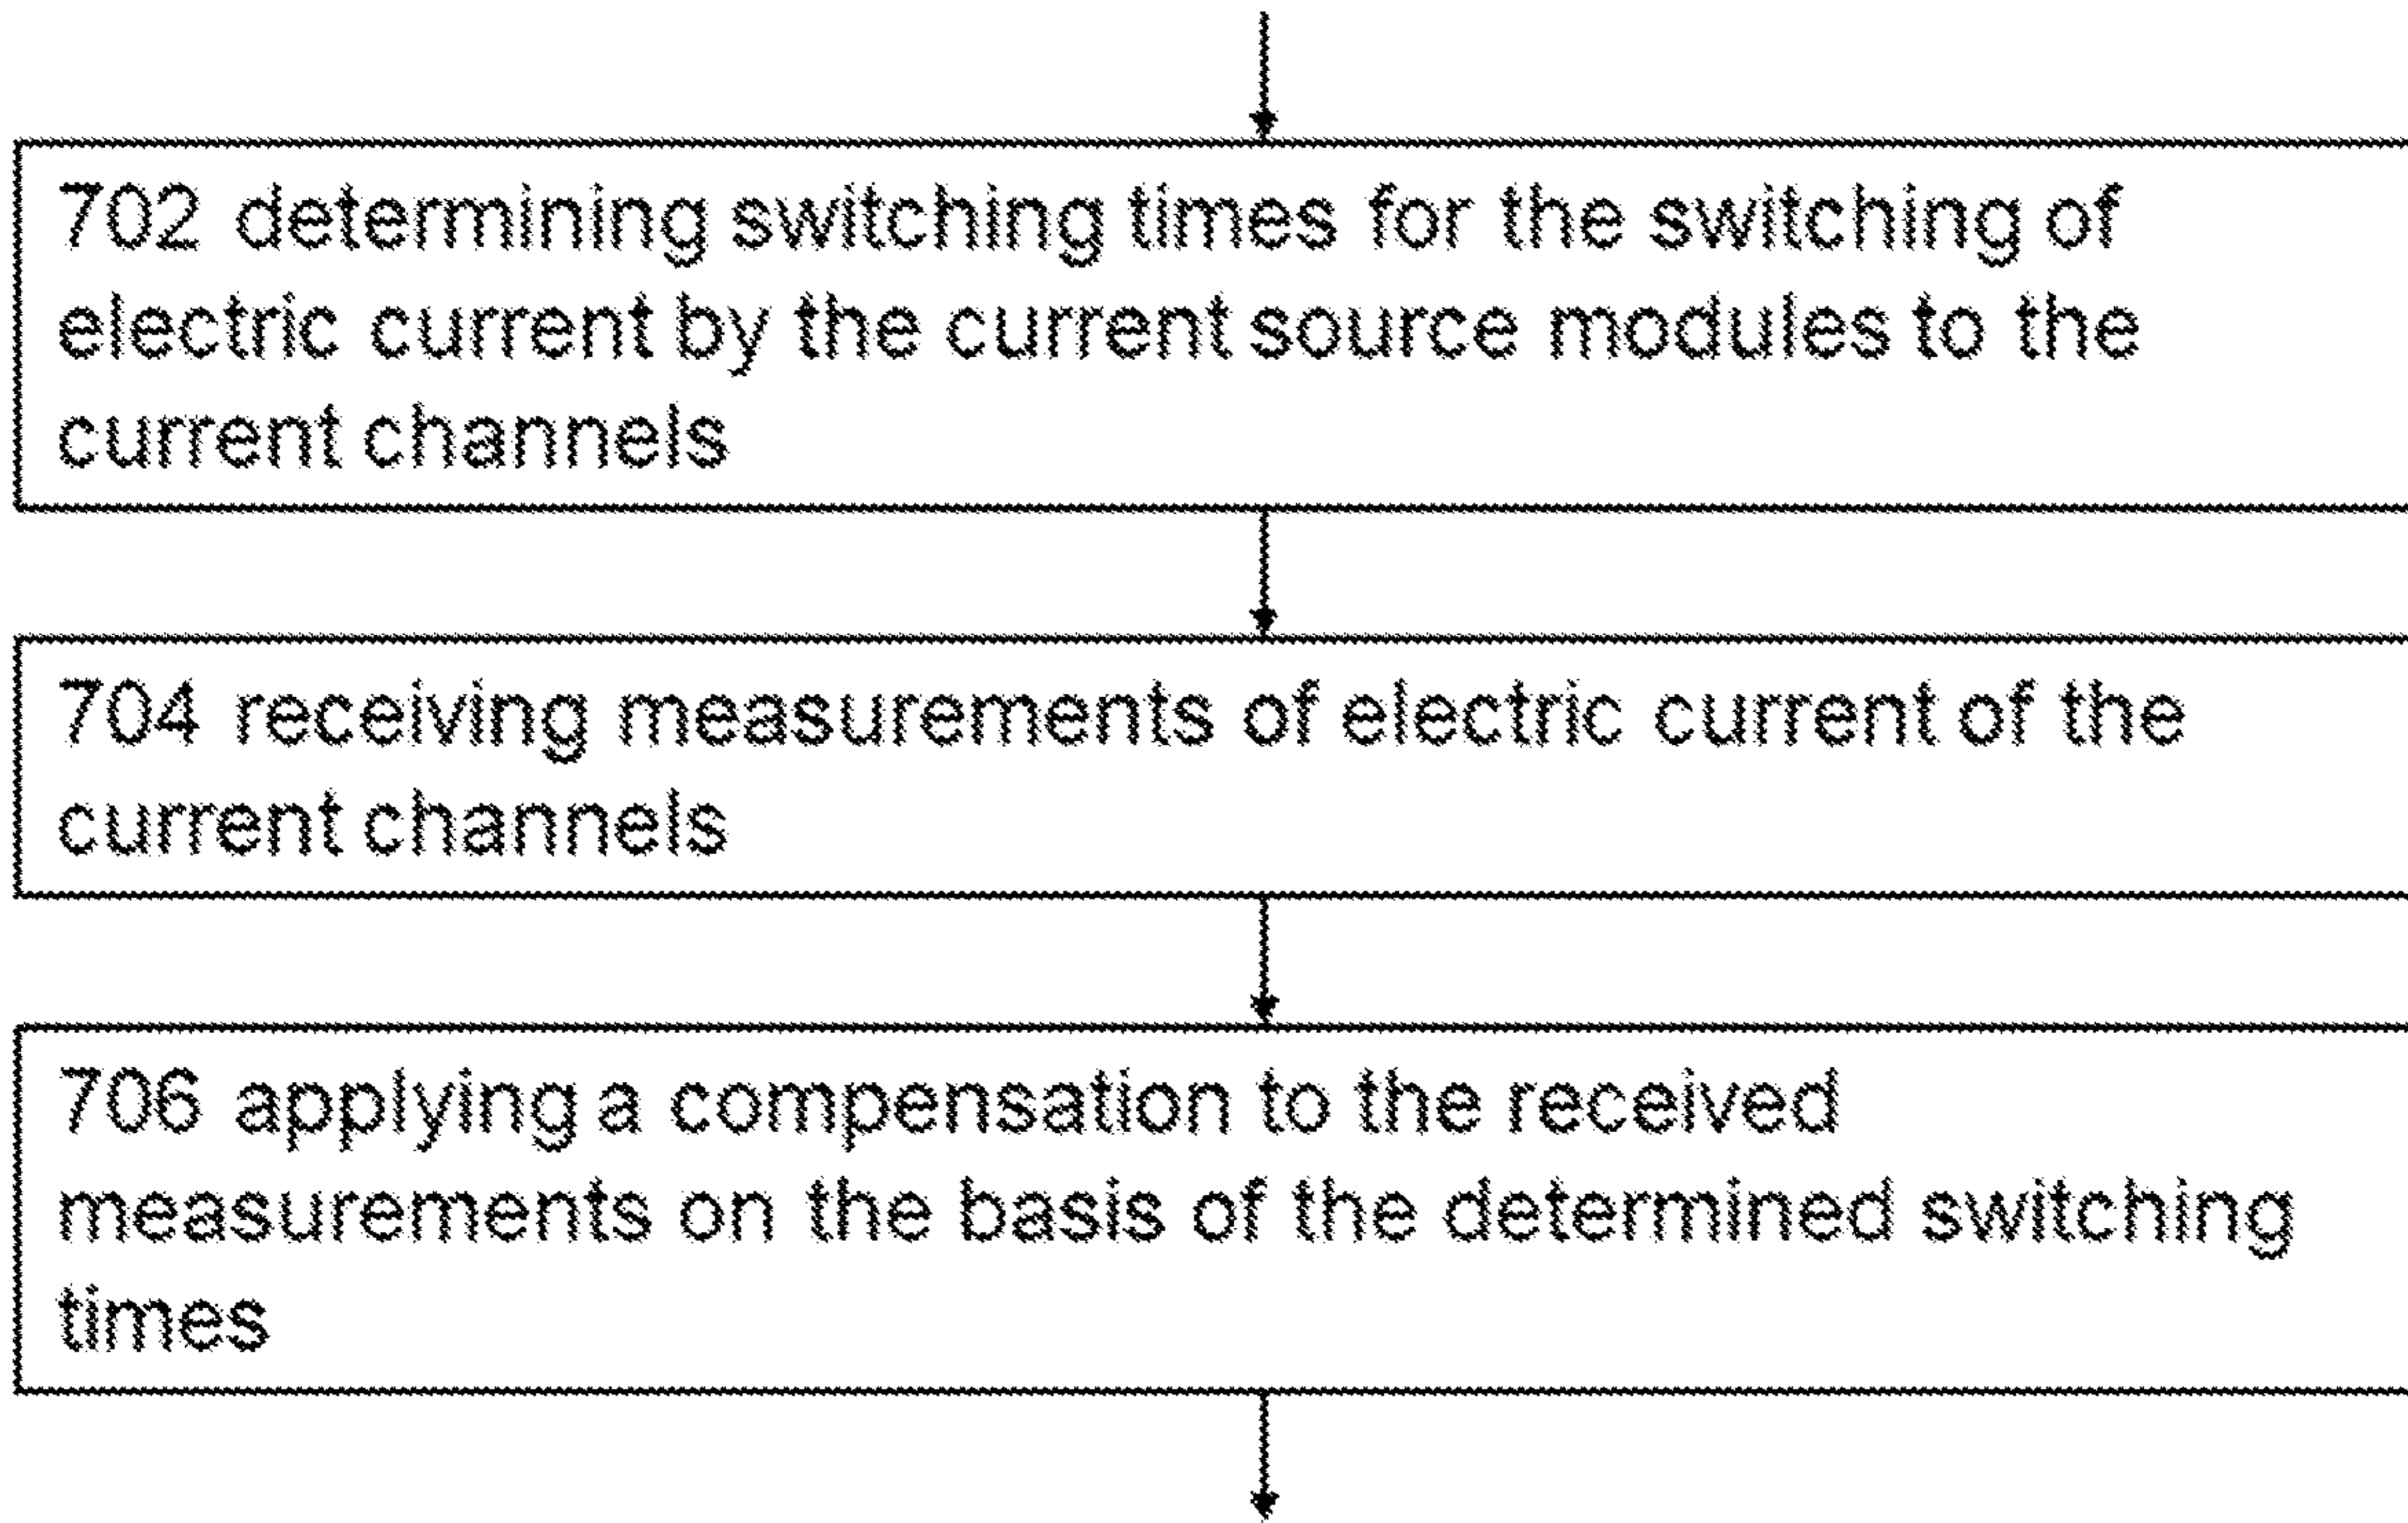 702 determining switching times for the switching of
electric current by the current source modules to the
current channels
704 receiving measurements of electric current of the
current channels
706 applying a compensation to the received
measurements on the basis of the determined switching
times